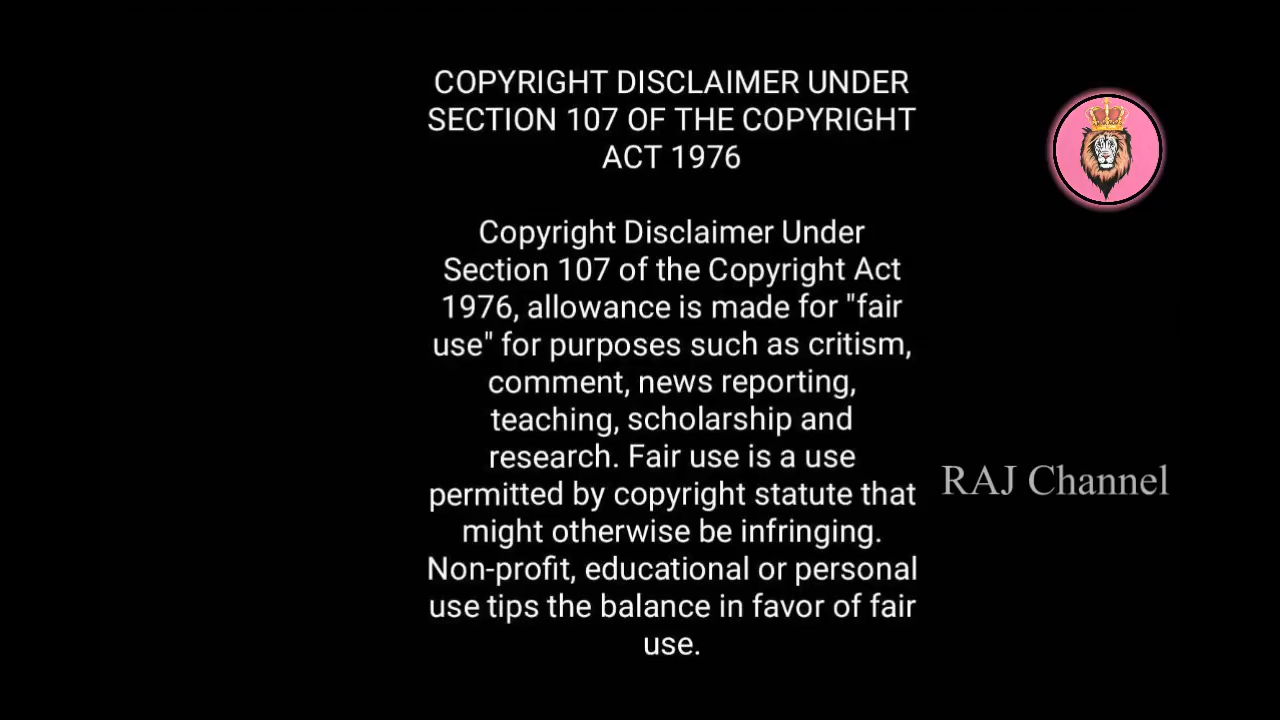 COPYRIGHT DISCLAIMER UNDER
SECTION 107 OF THE COPYRIGHT
ACT 1976
Copyright Disclaimer Under
Section 107 of the Copyright Act
1976, allowance is made for "fair
use" for purposes such as critism,
comment, news reporting,
teaching, scholarship and
research. Fair use is a use
permitted by copyright statute that
might otherwise be infringing.
Non-profit, educational or personal
use tips the balance in favor of fair
use.
RAJ Channel